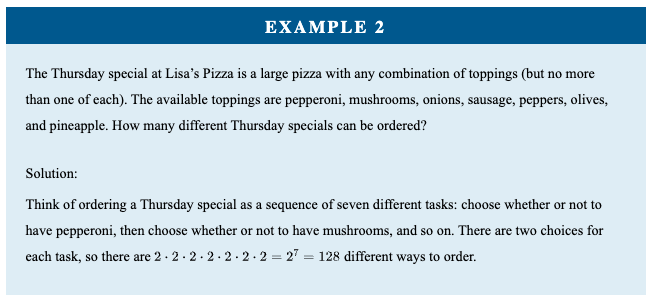 EXAMPLE 2
The Thursday special at Lisa's Pizza is a large pizza with any combination of toppings (but no more
than one of each). The available toppings are pepperoni, mushrooms, onions, sausage, peppers, olives,
and pineapple. How many different Thursday specials can be ordered?
Solution:
Think of ordering a Thursday special as a sequence of seven different tasks: choose whether or not to
have pepperoni, then choose whether or not to have mushrooms, and so on. There are two choices for
each task, so there are 2 · 2 · 2 · 2 · 2 · 2 · 2 = 2⁷ = 128 different ways to order.